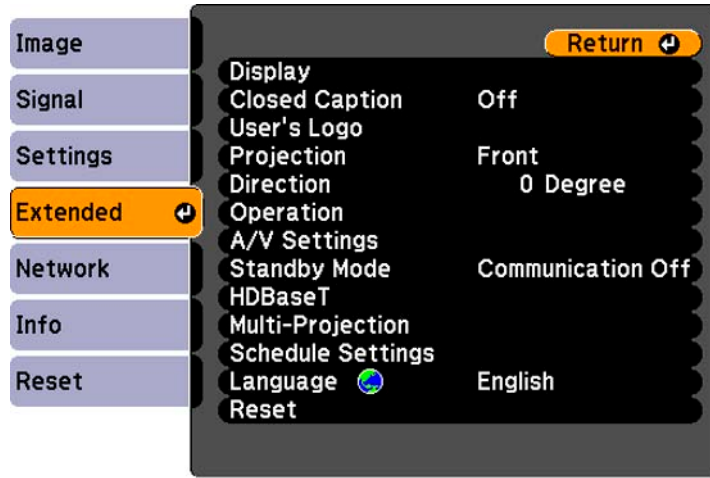 Image
Signal
Settings
Extended
Network
Info
Reset
Return
Display
Closed Caption Off
User's Logo
Projection Front
Direction 0 Degree
Operation
A/V Settings
Standby Mode Communication Off
HDBaseT
Multi-Projection
Schedule Settings
Language English
Reset